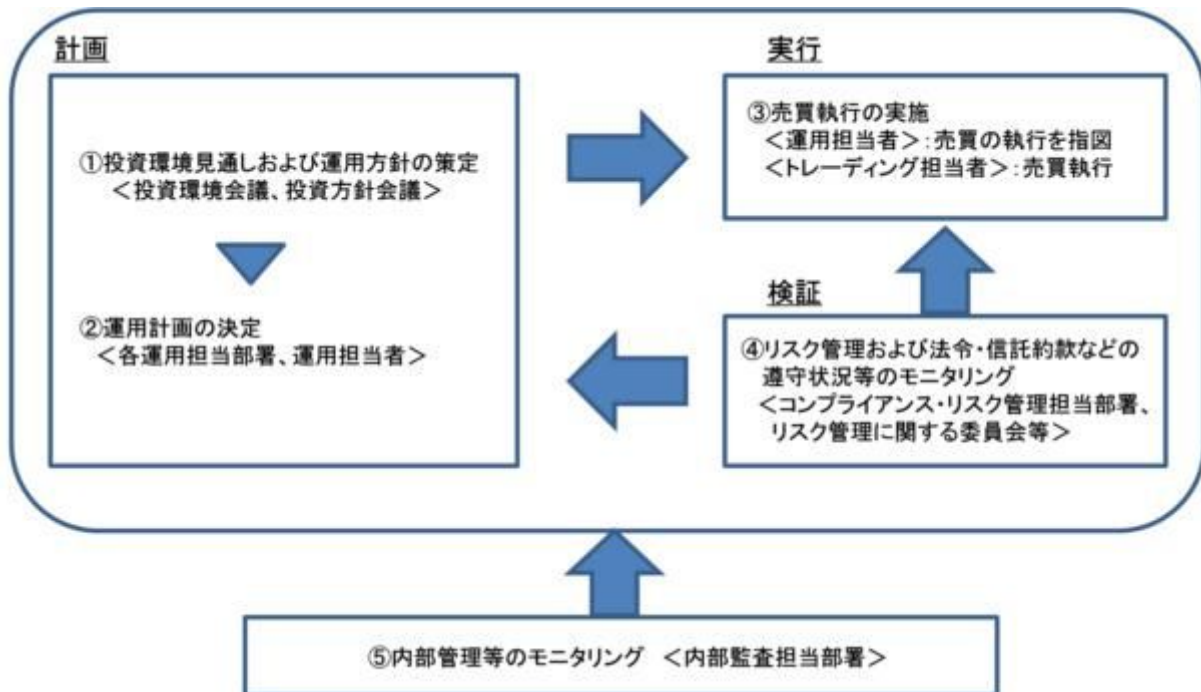 計画
①投資環境見通しおよび運用方針の策定
＜投資環境会議、投資方針会議＞
②運用計画の決定
＜各運用担当部署、運用担当者＞
実行
③売買執行の実施
＜運用担当者＞：売買の執行を指図
＜トレーディング担当者＞：売買執行
検証
④リスク管理および法令・信託約款などの
遵守状況等のモニタリング
＜コンプライアンス・リスク管理担当部署、
リスク管理に関する委員会等＞
⑤内部管理等のモニタリング ＜内部監査担当部署＞